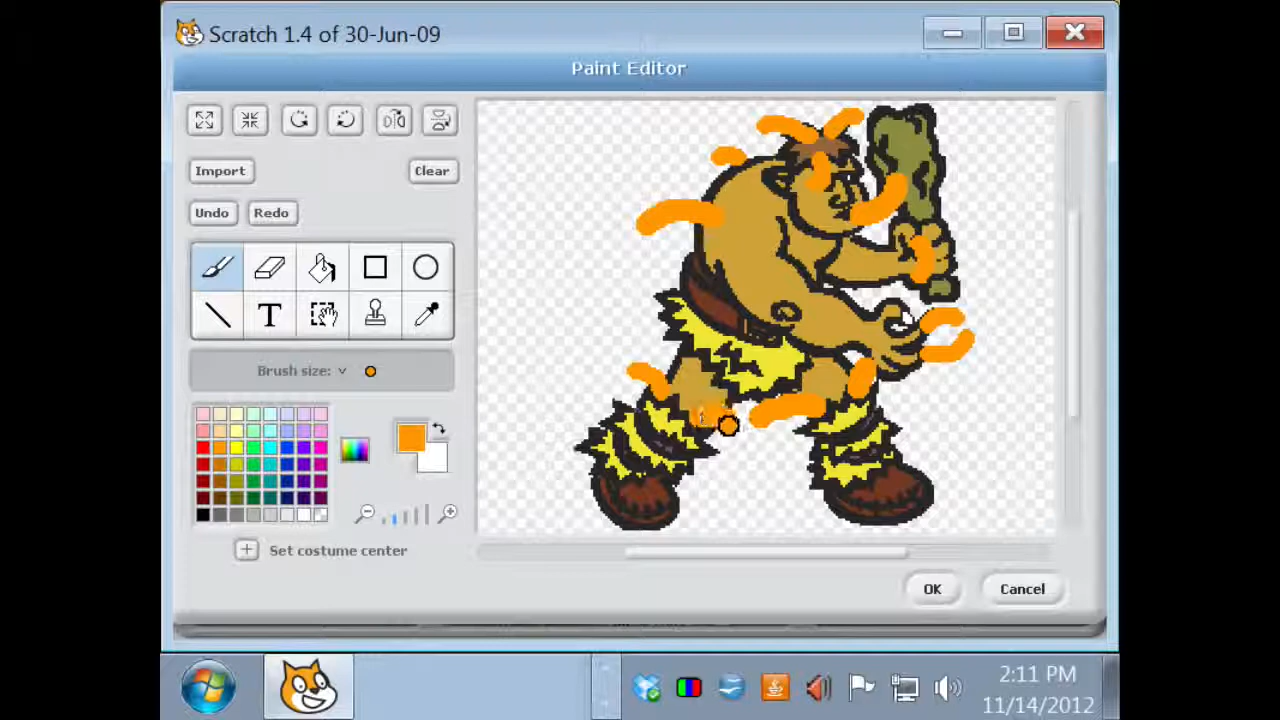 Scratch 1.4 of 30-Jun-09
Paint Editor
Import
Clear
Undo
Redo
T
Brush size:
Set costume center
OK
Cancel
2:11 PM
11/14/2012